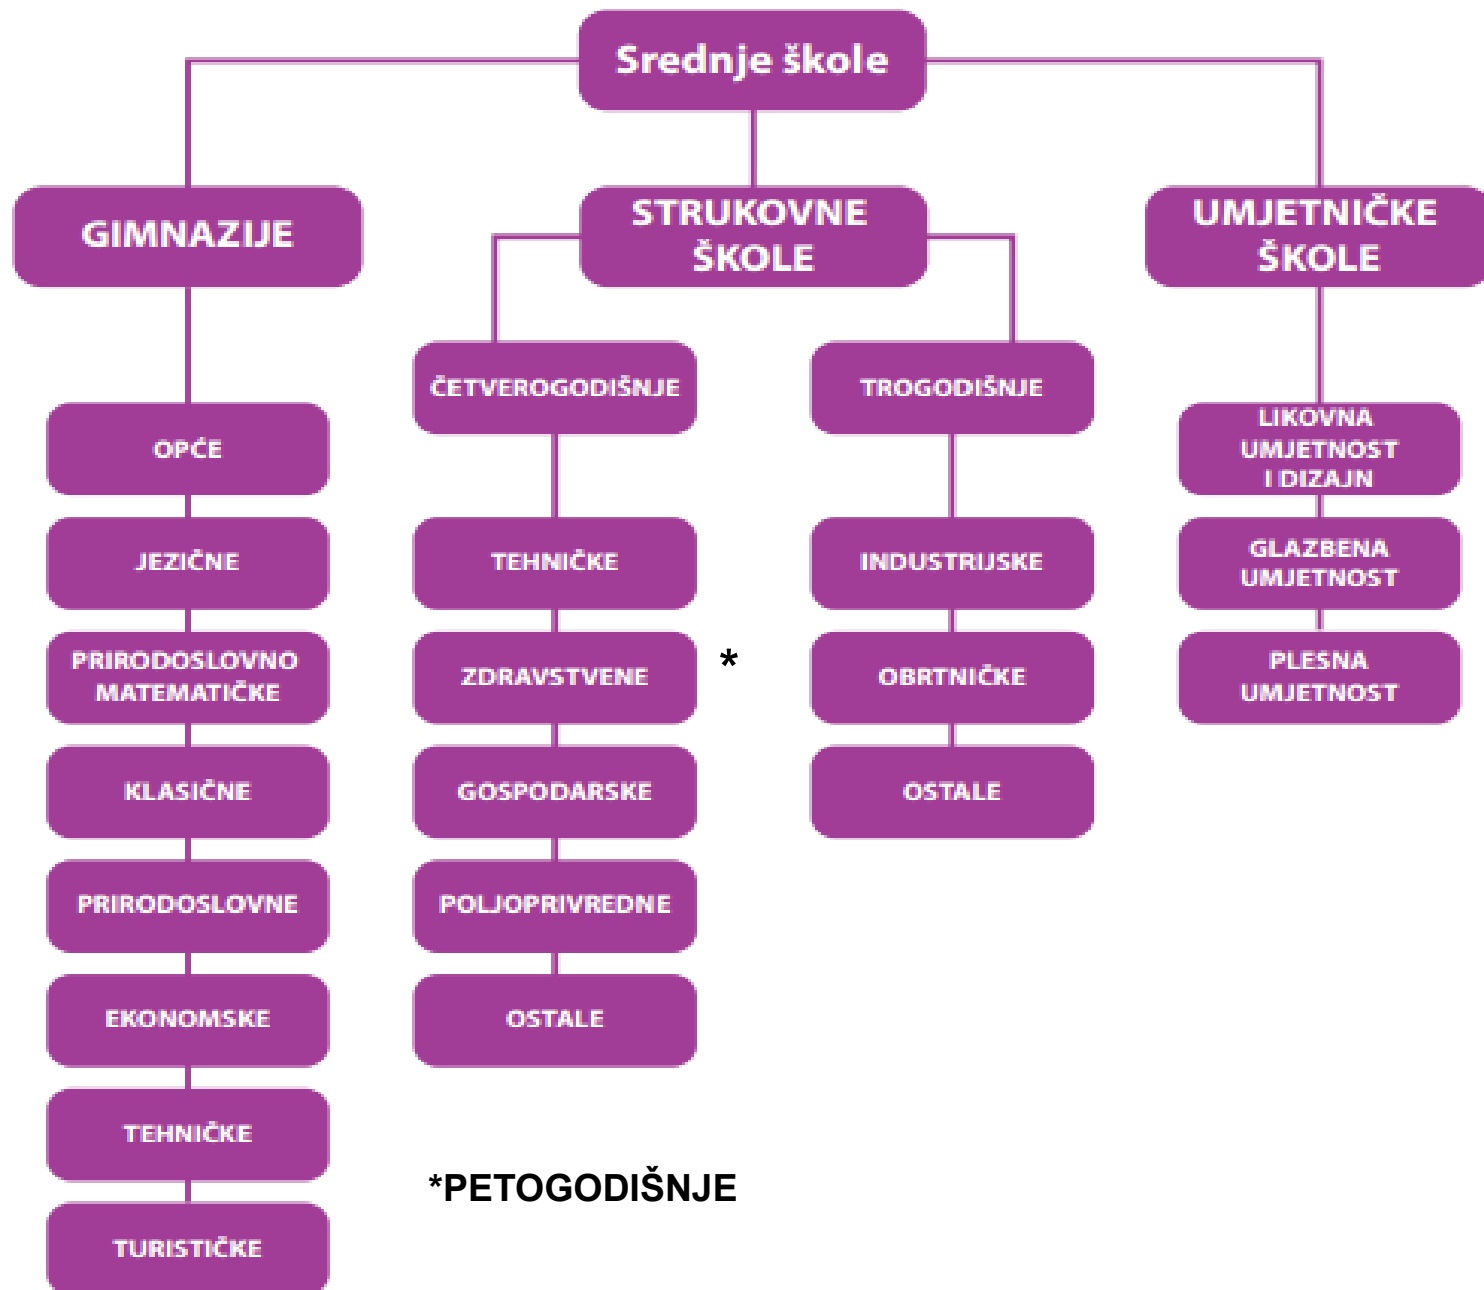 Srednje škole
GIMNAZIJE
STRUKOVNE
ŠKOLE
UMJETNIČKE
ŠKOLE
OPĆE
JEZIČNE
PRIRODOSLOVNO
MATEMATIČKE
KLASIČNE
PRIRODOSLOVNE
EKONOMSKE
TEHNIČKE
TURISTIČKE
ČETVEROGODIŠNJE
TEHNIČKE
ZDRAVSTVENE
*
GOSPODARSKE
POLJOPRIVREDNE
OSTALE
TROGODIŠNJE
INDUSTRIJSKE
OBRTNIČKE
OSTALE
LIKOVNA
UMJETNOST
I DIZAJN
GLAZBENA
UMJETNOST
PLESNA
UMJETNOST
*PETOGODIŠNJE